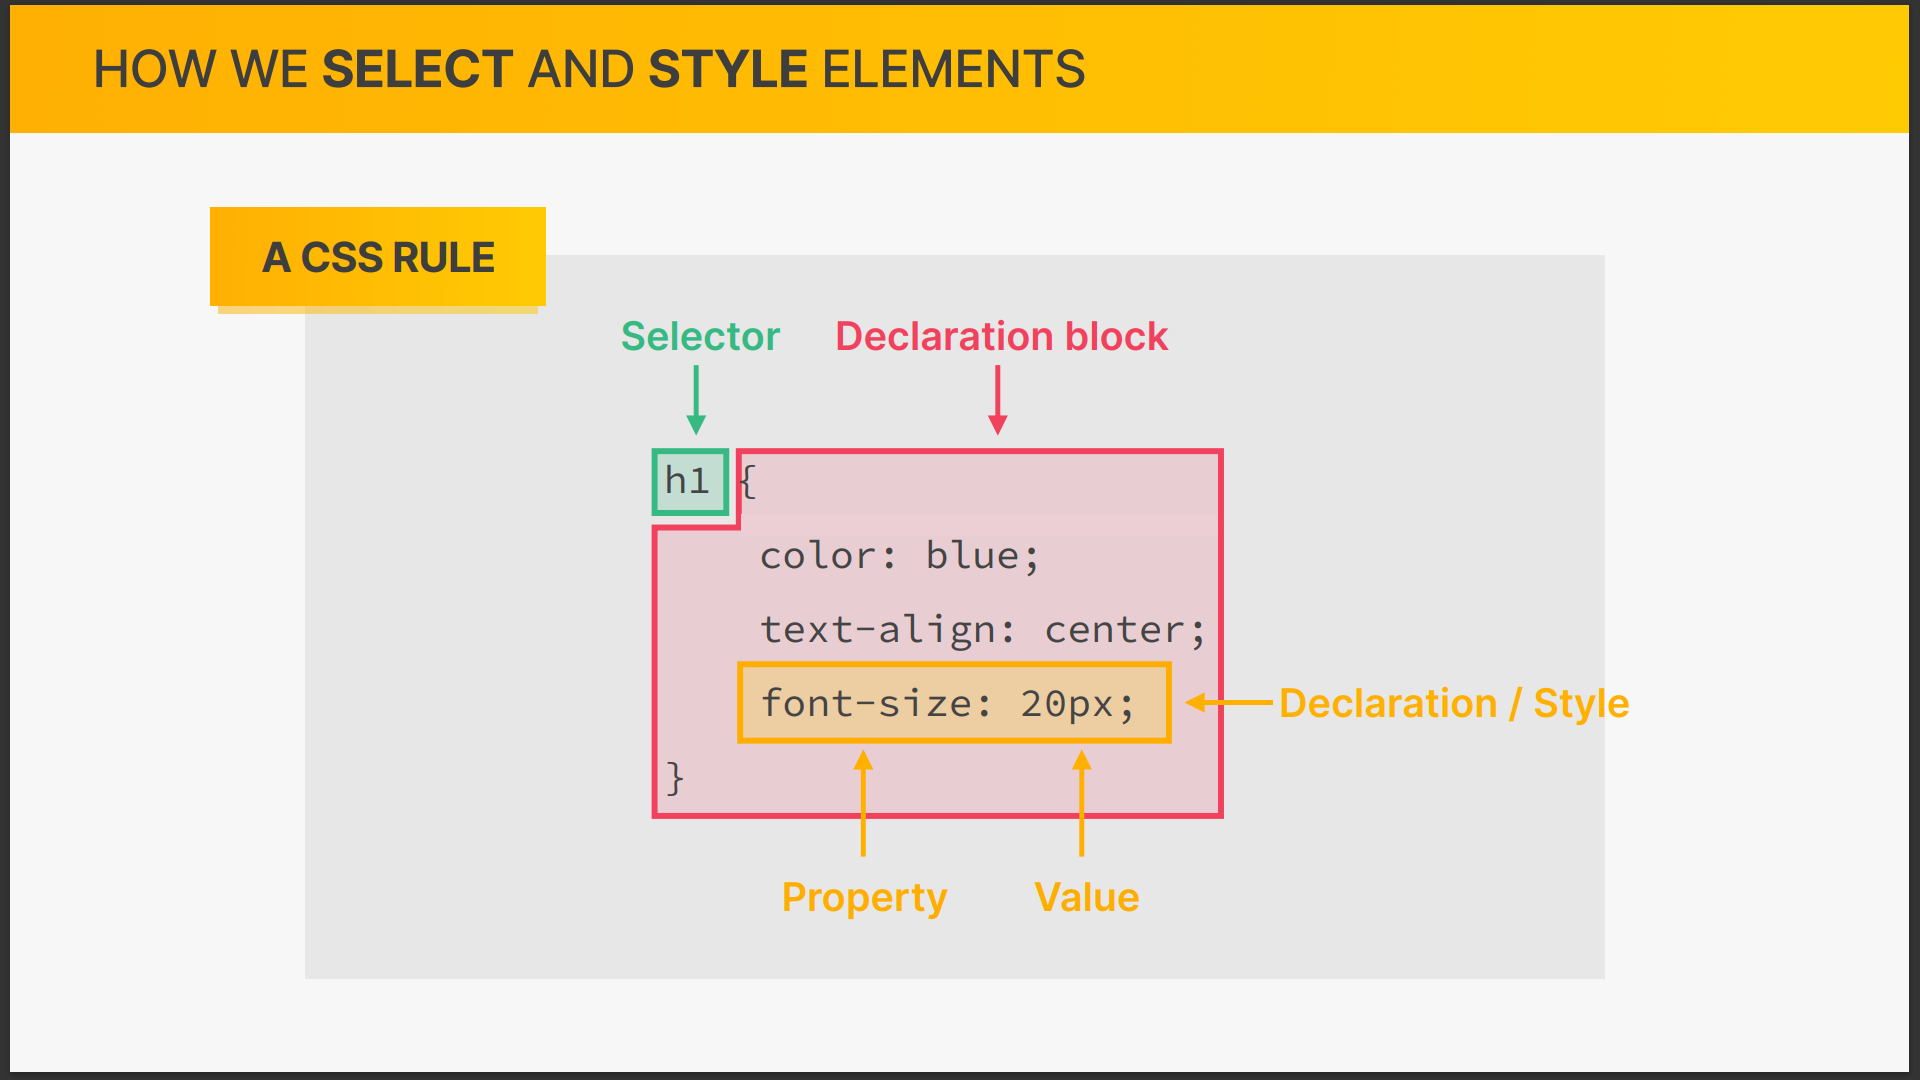 HOW WE SELECT AND STYLE ELEMENTS
A CSS RULE
Selector
Declaration block
h1 {
color: blue;
text-align: center;
font-size: 20px;
Declaration / Style
}
Property
Value